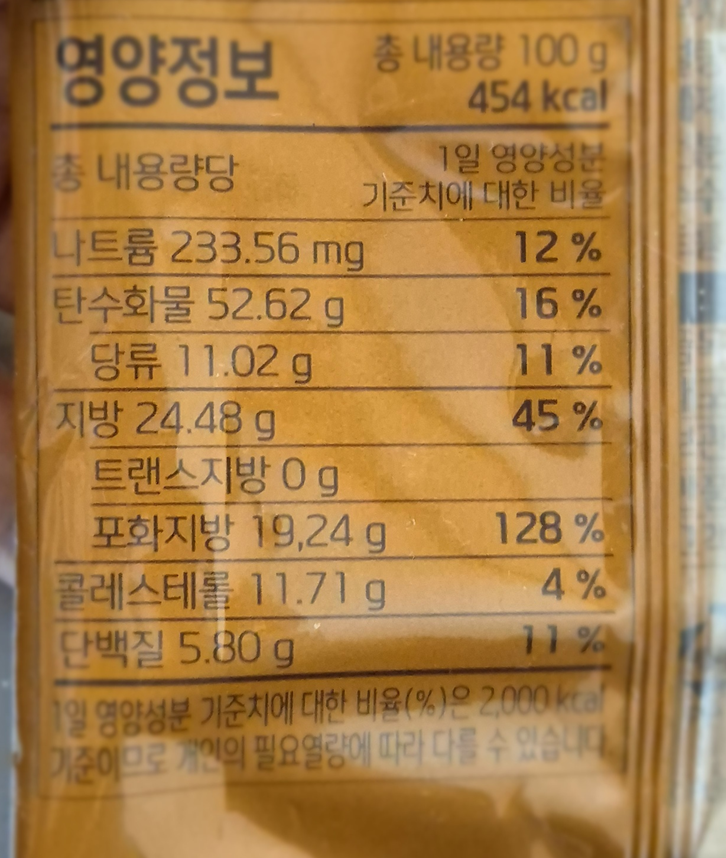 영양정보
총 내용량 100 g
454 kcal
총 내용량당
1일 영양성분
기준치에 대한 비율
나트륨 233.56 mg 12 %
탄수화물 52.62 g 16 %
당류 11.02 g 11 %
지방 24.48 g 45 %
트랜스지방 0 g
포화지방 19,24 g 128 %
콜레스테롤 11.71 g 4 %
단백질 5.80 g 11 %
1일 영양성분 기준치에 대한 비율(%)은 2,000 kcal
기준이므로 개인의 필요열량에 따라 다를 수 있습니다